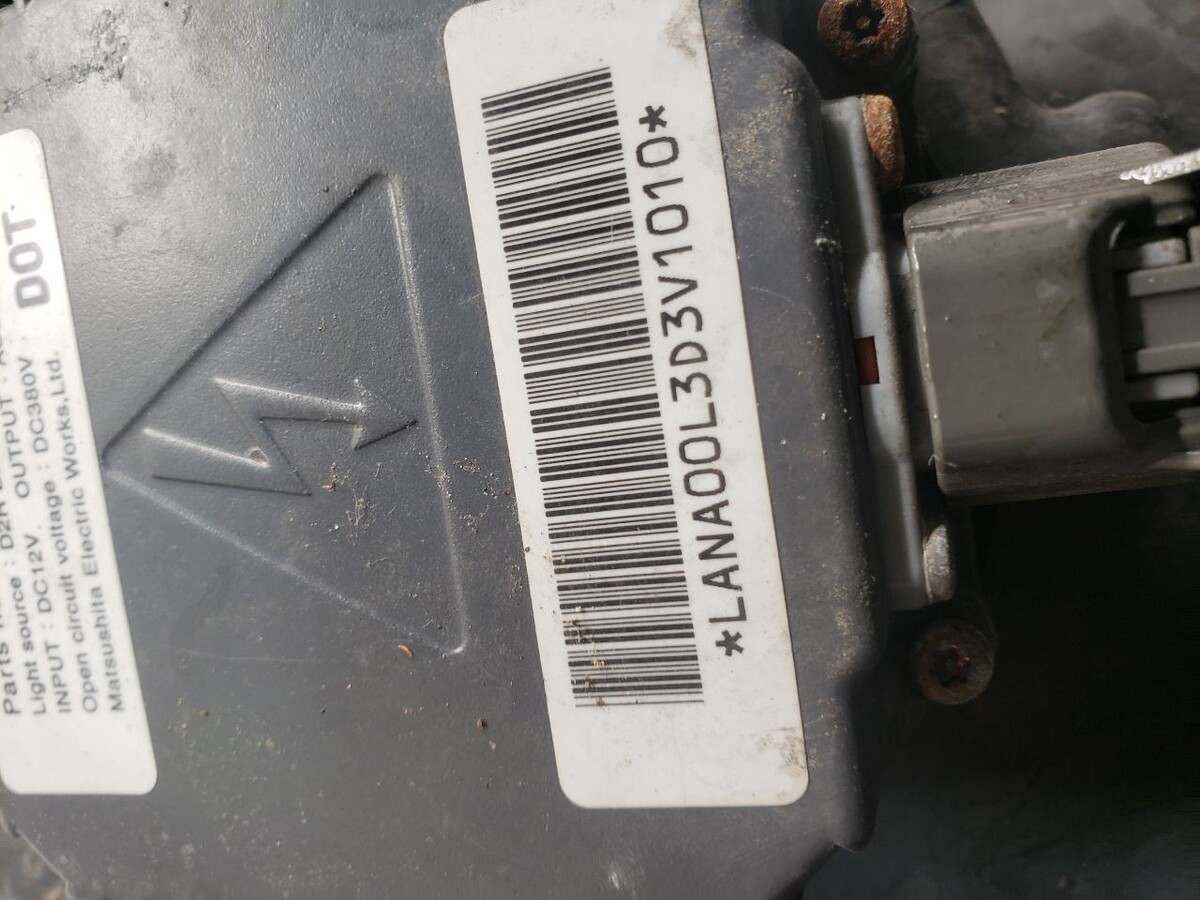 DOT
Parts
Light source : D2R
INPUT : DC12V. OUTPUT :
Open circuit voltage : DC380V
Matsushita Electric Works,Ltd.
*LANA00L3D3V1010*